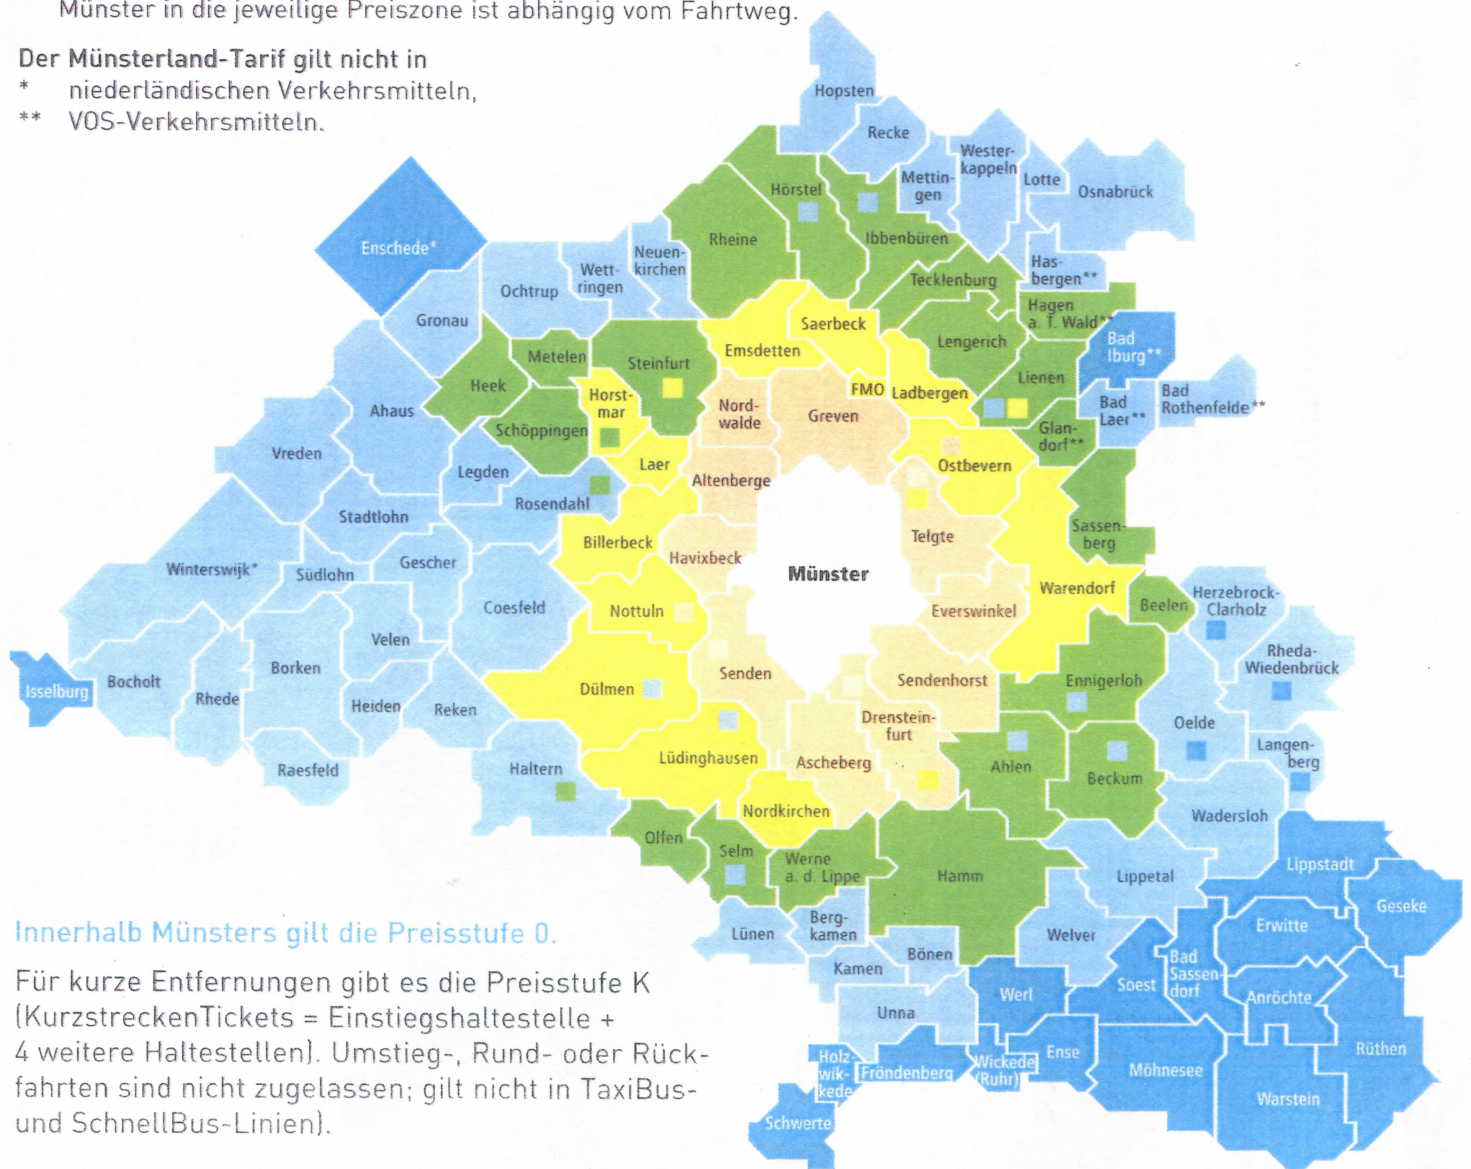 Münster in die jeweilige Preiszone ist abhängig vom Fahrtweg.
Der Münsterland-Tarif gilt nicht in
* niederländischen Verkehrsmitteln,
** VOS-Verkehrsmitteln.
Hopsten
Recke
Wester-
kappeln
Mettin-
gen
Lotte
Osnabrück
Hörstel
Ibbenbüren
Rheine
Enschede*
Neuen-
kirchen
Wett-
ringen
Ochtrup
Has-
bergen**
Tecklenburg
Gronau
Hagen
a. T. Wald**
Saerbeck
Lengerich
Bad
Iburg**
Emsdetten
Metelen
Steinfurt
Heek
Lienen
FMO
Ladbergen
Horst-
mar
Bad
Rothenfelde**
Bad
Laer**
Ahaus
Nord-
walde
Greven
Schöppingen
Glan-
dorf**
Vreden
Legden
Laer
Ostbevern
Altenberge
Rosendahl
Stadtlohn
Sassen-
berg
Telgte
Billerbeck
Havixbeck
Gescher
Winterswijk*
Südlohn
Münster
Warendorf
Herzebrock-
Clarholz
Beelen
Coesfeld
Nottuln
Everswinkel
Velen
Rheda-
Wiedenbrück
Borken
Bocholt
Isselburg
Rhede
Heiden
Reken
Dülmen
Senden
Sendenhorst
Ennigerloh
Drenstein-
furt
Oelde
Langen-
berg
Raesfeld
Haltern
Lüdinghausen
Ascheberg
Ahlen
Beckum
Nordkirchen
Wadersloh
Olfen
Selm
Werne
a. d. Lippe
Hamm
Lippetal
Lippstadt
Geseke
Lünen
Berg-
kamen
Bönen
Kamen
Welver
Erwitte
Bad
Sassen-
dorf
Soest
Anröchte
Werl
Unna
Holz-
wik-
kede
Fröndenberg
Wickede
(Ruhr)
Ense
Möhnesee
Rüthen
Warstein
Schwerte
Innerhalb Münsters gilt die Preisstufe 0.
Für kurze Entfernungen gibt es die Preisstufe K
(KurzstreckenTickets = Einstiegshaltestelle +
4 weitere Haltestellen). Umstieg-, Rund- oder Rück-
fahrten sind nicht zugelassen; gilt nicht in TaxiBus-
und SchnellBus-Linien).